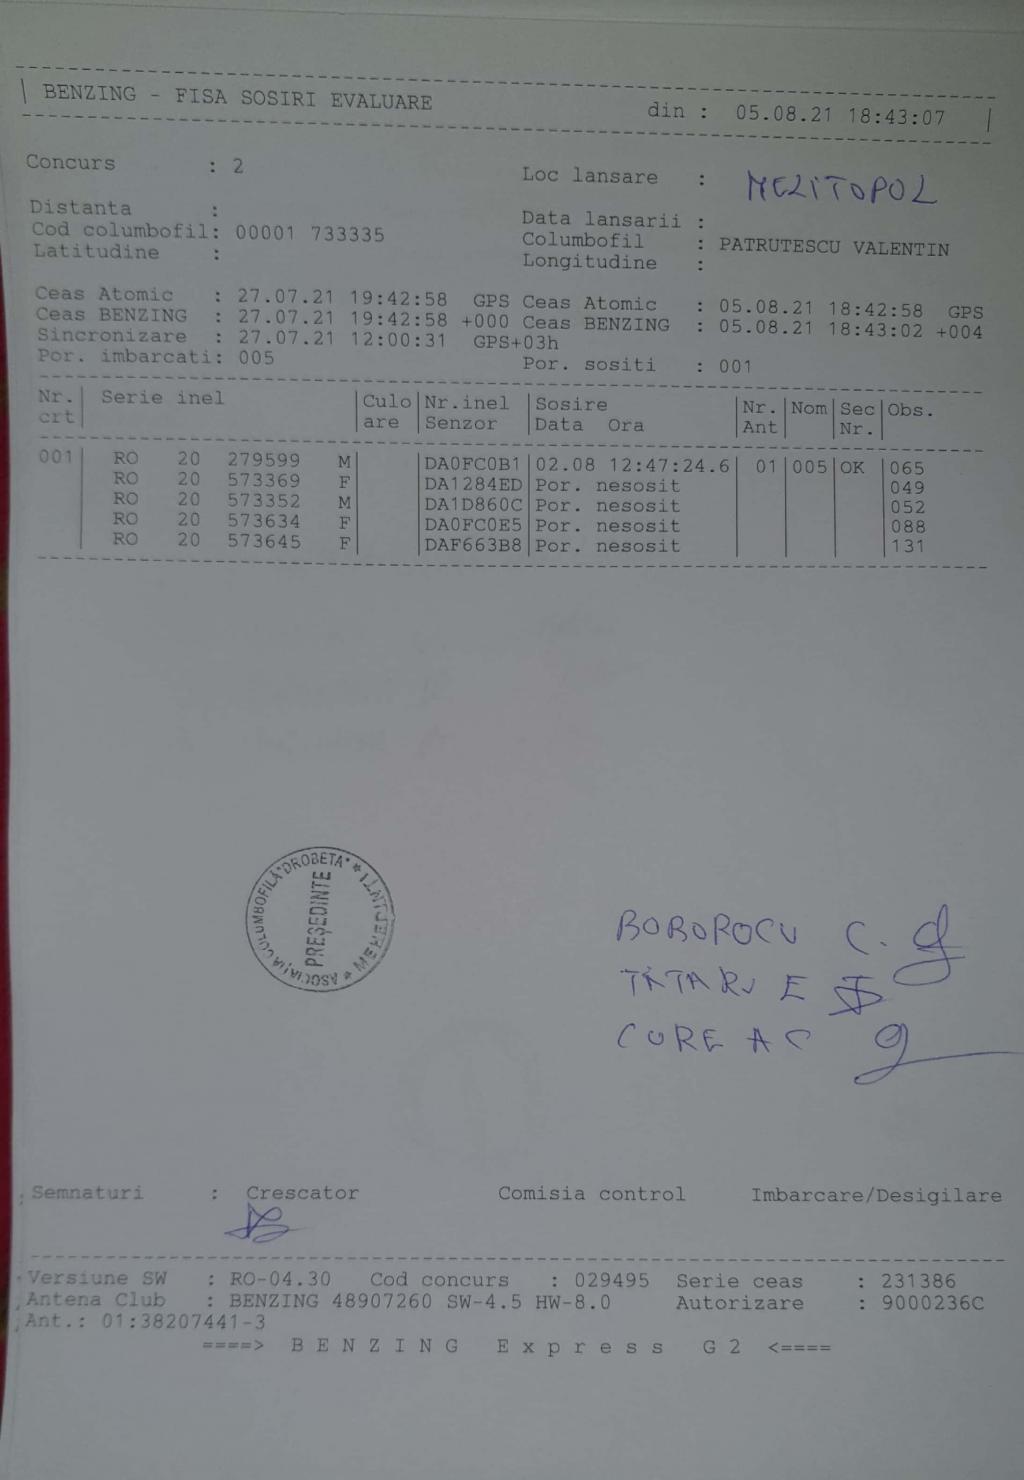 BENZING - FISA SOSIRI EVALUARE din : 05.08.21 18:43:07
Concurs : 2 Loc lansare : MELITOPOL
Distanta : Data lansarii :
Cod columbofil: 00001 733335 Columbofil : PATRUTESCU VALENTIN
Latitudine : Longitudine :
Ceas Atomic : 27.07.21 19:42:58 GPS Ceas Atomic : 05.08.21 18:42:58 GPS
Ceas BENZING : 27.07.21 19:42:58 +000 Ceas BENZING : 05.08.21 18:43:02 +004
Sincronizare : 27.07.21 12:00:31 GPS+03h
Por. imbarcati: 005 Por. sositi : 001
Nr. Serie inel Culo Nr.inel Sosire Nr. Nom Sec Obs.
crt are Senzor Data Ora Ant Nr.
001 RO 20 279599 M DA0FC0B1 02.08 12:47:24.6 01 005 OK 065
RO 20 573369 F DA1284ED Por. nesosit 049
RO 20 573352 M DA1D860C Por. nesosit 052
RO 20 573634 F DA0FC0E5 Por. nesosit 088
RO 20 573645 F DAF663B8 Por. nesosit 131
ASOCIAȚIA COLUMBOFILĂ "DROBETA" * MEHEDINȚI *
PREȘEDINTE
BOBOROCU C.
TATARU E
CUREA C
Semnaturi : Crescator Comisia control Imbarcare/Desigilare
Versiune SW : RO-04.30 Cod concurs : 029495 Serie ceas : 231386
Antena Club : BENZING 48907260 SW-4.5 HW-8.0 Autorizare : 9000236C
Ant.: 01:38207441-3
====> B E N Z I N G E x p r e s s G 2 <====